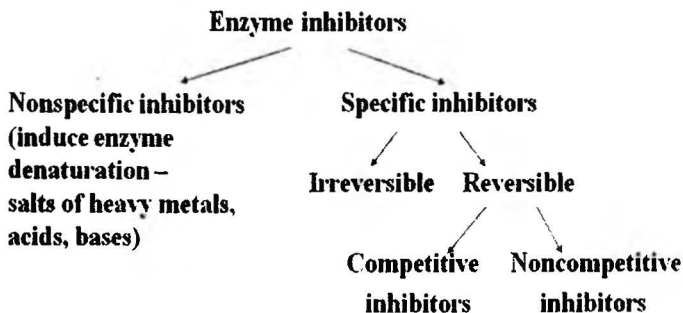 Enzyme inhibitors
Nonspecific inhibitors
(induce enzyme
denaturation –
salts of heavy metals,
acids, bases)
Specific inhibitors
Irreversible Reversible
Competitive
inhibitors
Noncompetitive
inhibitors